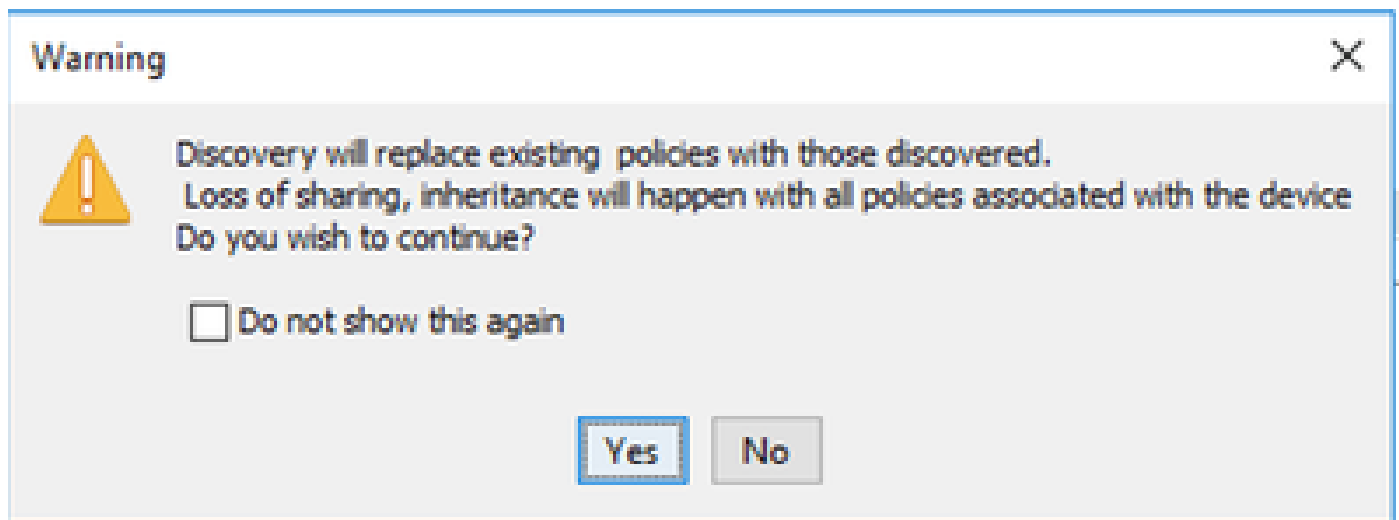 Warning
Discovery will replace existing policies with those discovered.
Loss of sharing, inheritance will happen with all policies associated with the device
Do you wish to continue?
Do not show this again
Yes No